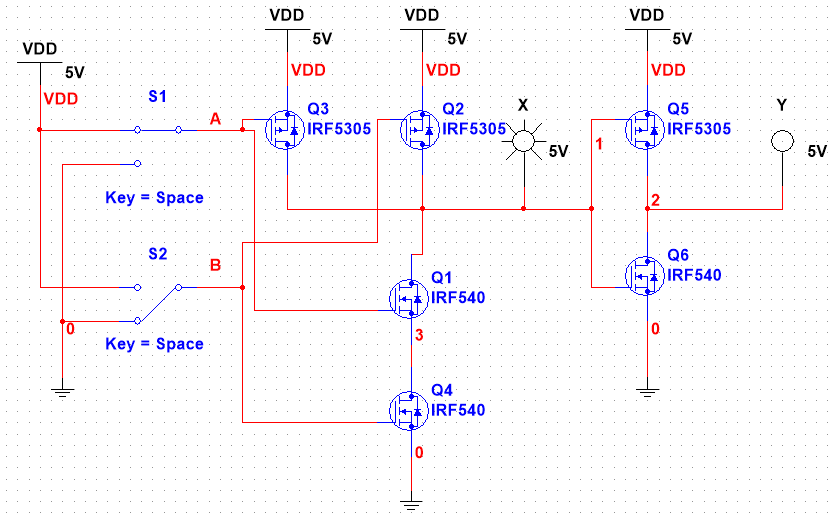 VDD
5V
VDD
VDD
5V
VDD
VDD
5V
VDD
VDD
5V
VDD
S1
A
Key = Space
S2
B
0
Key = Space
Q3
IRF5305
Q2
IRF5305
X
5V
1
Q5
IRF5305
Y
5V
2
Q6
IRF540
0
Q1
IRF540
3
Q4
IRF540
0